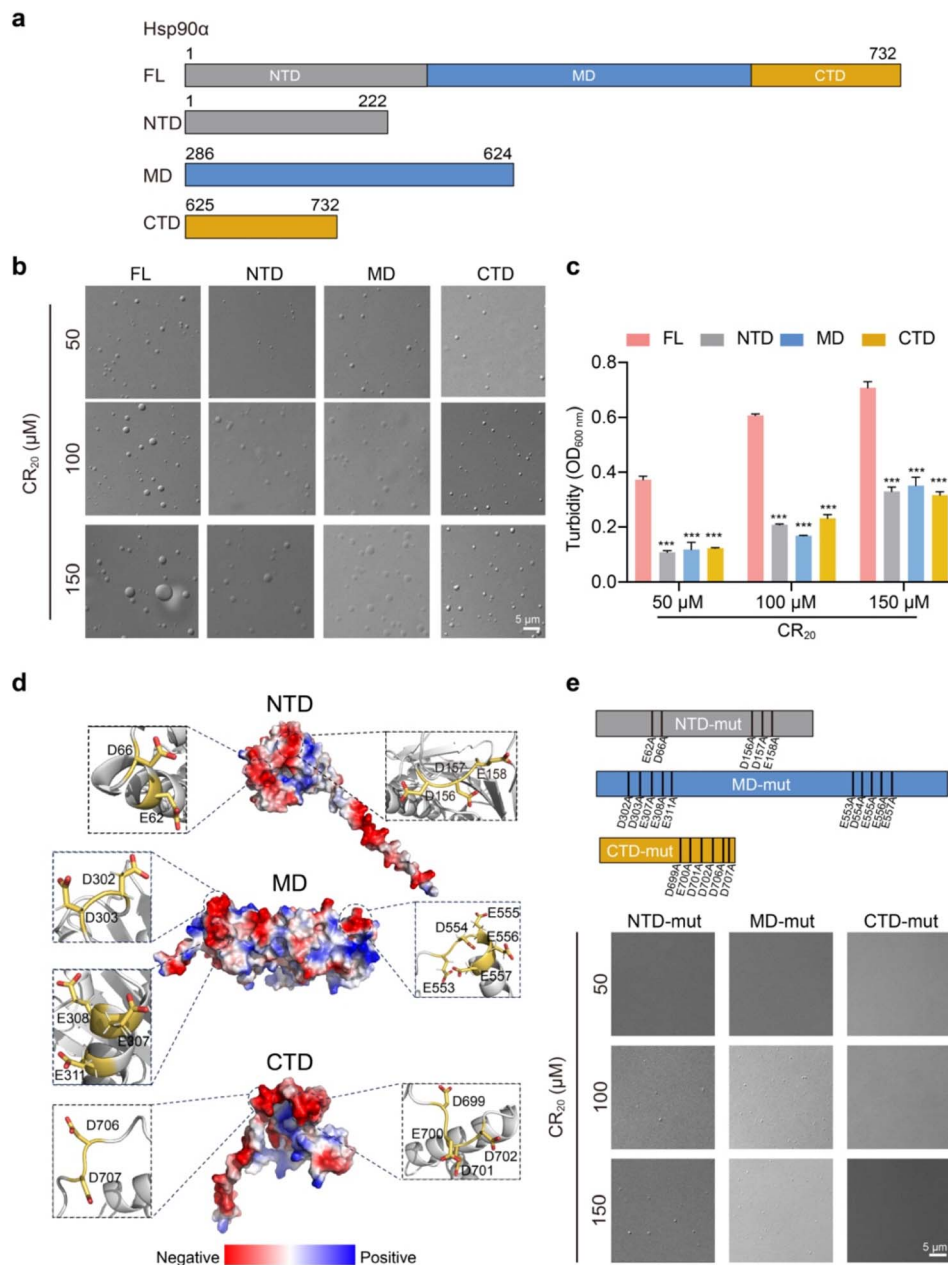 a
Hsp90α
1 732
FL NTD MD CTD
1 222
NTD
286 624
MD
625 732
CTD
b
FL NTD MD CTD
CR20 (µM)
50
100
150
5 µm
c
FL NTD MD CTD
Turbidity (OD600 nm)
0.8
0.6
0.4
0.2
0.0
*** *** ***
*** *** ***
*** *** ***
50 µM 100 µM 150 µM
CR20
d
NTD
D66
E62
D157
E158
D156
MD
D302
D303
E308
E307
E311
E555
D554
E556
E557
E553
CTD
D706
D707
D699
E700
D702
D701
Negative Positive
e
NTD-mut
E62A D66A D156A D157A E158A
MD-mut
D302A D303A E307A E308A E311A E553A D554A E555A E556A E557A
CTD-mut
D699A E700A D701A D702A D706A D707A
NTD-mut MD-mut CTD-mut
CR20 (µM)
50
100
150
5 µm